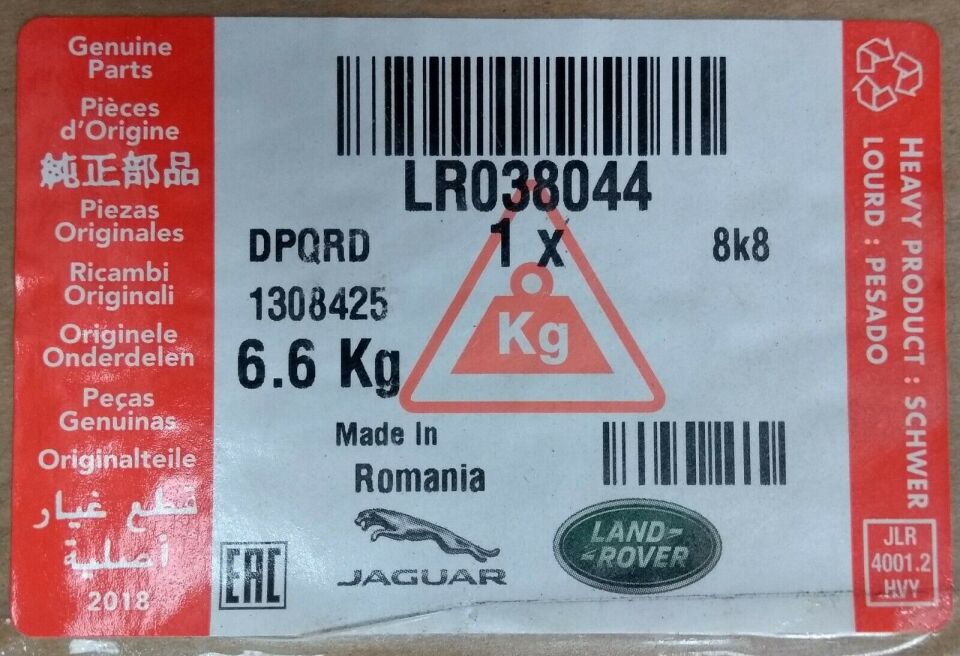 Genuine
Parts
Pièces
d'Origine
純正部品
Piezas
Originales
Ricambi
Originali
Originele
Onderdelen
Peças
Genuinas
Originalteile
قطع غيار
أصلية
2018
LR038044
1 x
DPQRD
8k8
1308425
6.6 Kg
Kg
Made In
Romania
EAC
JAGUAR
LAND-
-ROVER
HEAVY PRODUCT : SCHWER
LOURD : PESADO
JLR
4001.2
HVY